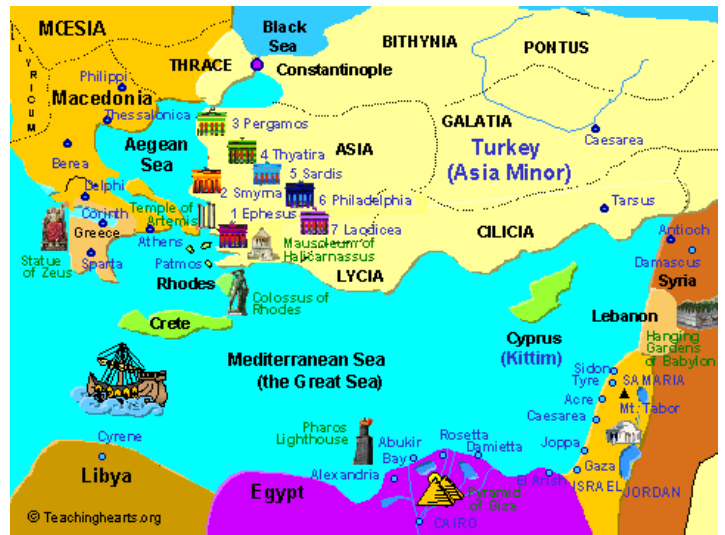 MŒSIA
Black
Sea
BITHYNIA
PONTUS
ILLYRICUM
THRACE
Constantinople
Philippi
Macedonia
Thessalonica
3 Pergamos
GALATIA
Aegean
Sea
4 Thyatira
ASIA
Turkey
(Asia Minor)
Caesarea
Berea
5 Sardis
Delphi
2 Smyrna
6 Philadelphia
Tarsus
Corinth
Temple of
Artemis
1 Ephesus
7 Laodicea
CILICIA
Antioch
Greece
Athens
Mausoleum of
Halicarnassus
Statue
of Zeus
Sparta
Patmos
LYCIA
Damascus
Syria
Rhodes
Colossus of
Rhodes
Crete
Cyprus
(Kittim)
Lebanon
Hanging
Gardens
of Babylon
Mediterranean Sea
(the Great Sea)
Sidon
Tyre
SAMARIA
Acre
Mt. Tabor
Caesarea
Pharos
Lighthouse
Cyrene
Abukir
Bay
Rosetta
Damietta
Joppa
Libya
Alexandria
Gaza
El Arish
ISRAEL
JORDAN
Egypt
Pyramid
of Giza
CAIRO
© Teachinghearts.org